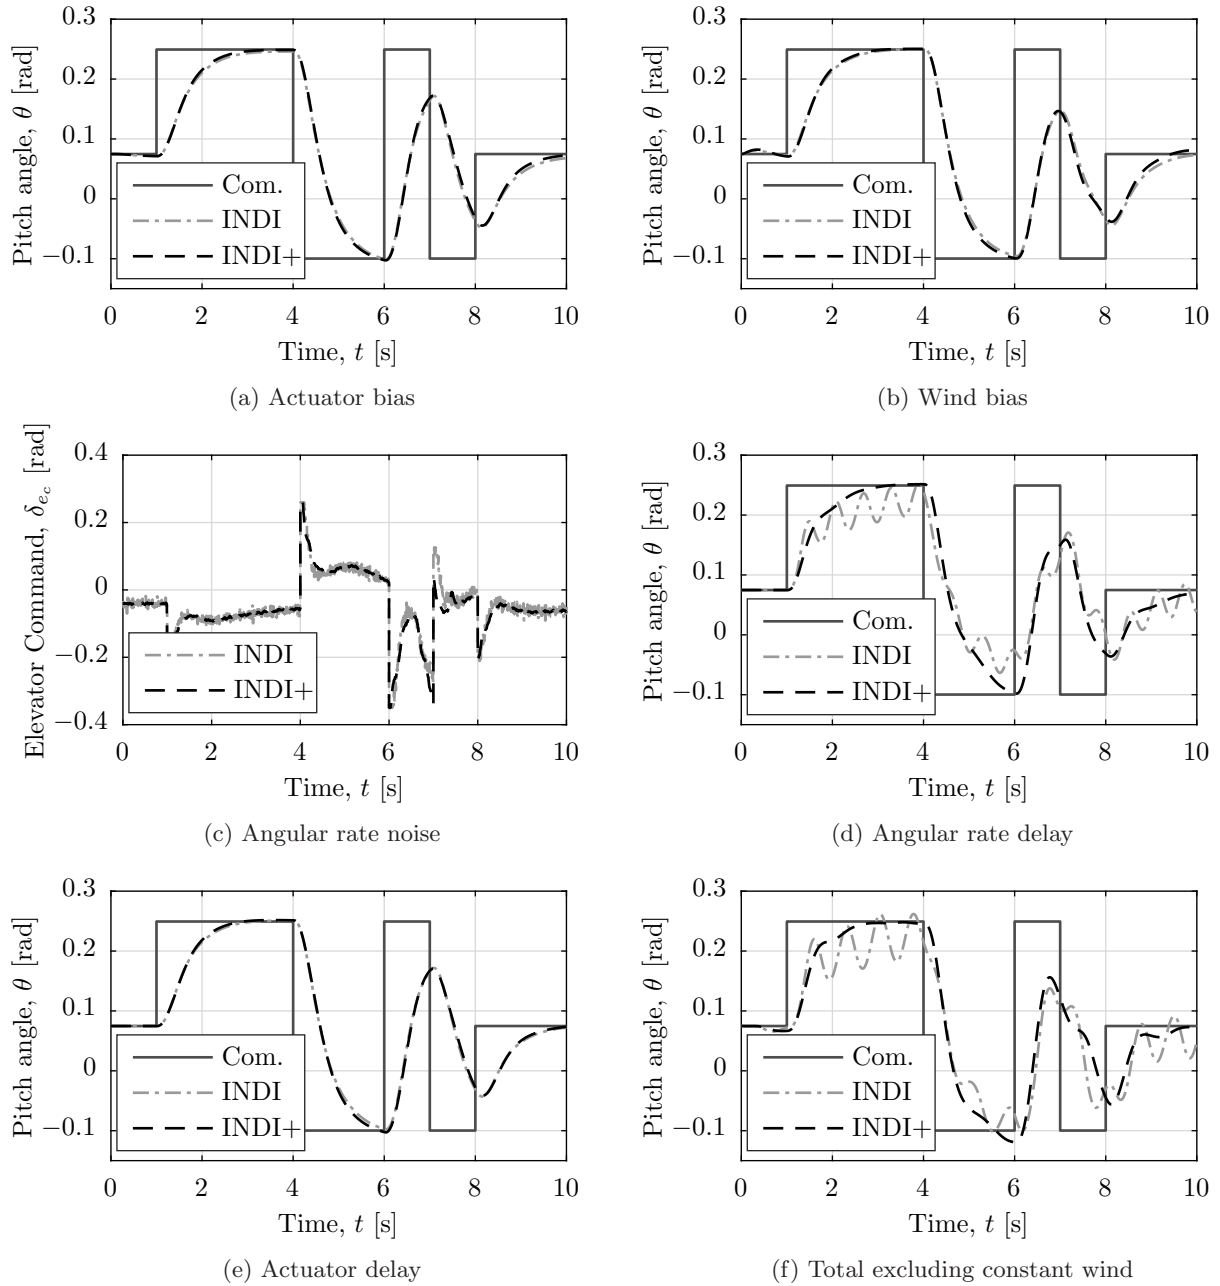 0.3
0.2
0.1
0
−0.1
Pitch angle, θ [rad]
Com.
INDI
INDI+
0 2 4 6 8 10
Time, t [s]
(a) Actuator bias
0.3
0.2
0.1
0
−0.1
Pitch angle, θ [rad]
Com.
INDI
INDI+
0 2 4 6 8 10
Time, t [s]
(b) Wind bias
0.4
0.2
0
−0.2
−0.4
Elevator Command, δe_c [rad]
INDI
INDI+
0 2 4 6 8 10
Time, t [s]
(c) Angular rate noise
0.3
0.2
0.1
0
−0.1
Pitch angle, θ [rad]
Com.
INDI
INDI+
0 2 4 6 8 10
Time, t [s]
(d) Angular rate delay
0.3
0.2
0.1
0
−0.1
Pitch angle, θ [rad]
Com.
INDI
INDI+
0 2 4 6 8 10
Time, t [s]
(e) Actuator delay
0.3
0.2
0.1
0
−0.1
Pitch angle, θ [rad]
Com.
INDI
INDI+
0 2 4 6 8 10
Time, t [s]
(f) Total excluding constant wind